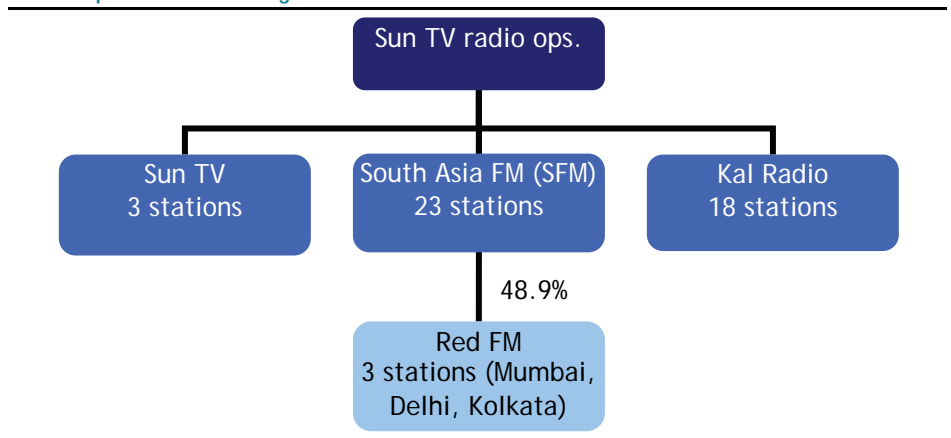 Sun TV radio ops.
Sun TV
3 stations
South Asia FM (SFM)
23 stations
Kal Radio
18 stations
48.9%
Red FM
3 stations (Mumbai,
Delhi, Kolkata)